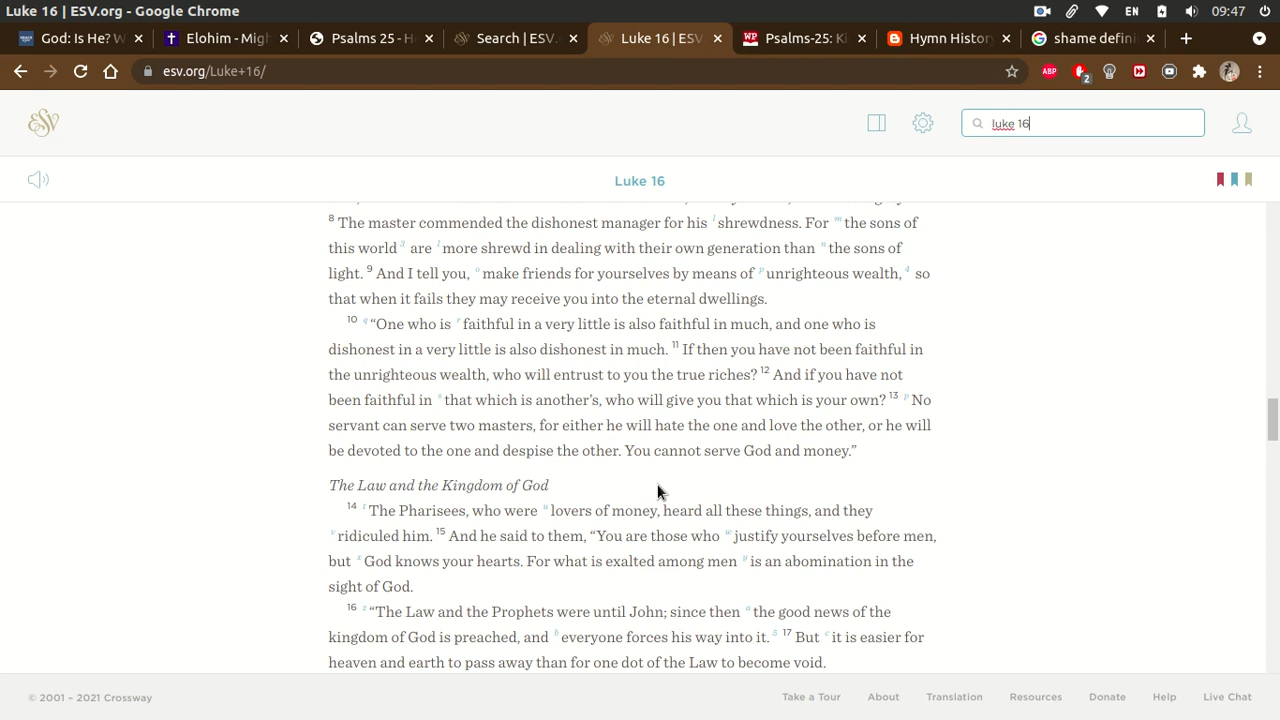 Luke 16 | ESV.org - Google Chrome
EN
09:47
God: Is He? W
Elohim - Migh
Psalms 25 - H
Search | ESV.
Luke 16 | ESV
Psalms-25: Ki
Hymn History
shame defini
esv.org/Luke+16/
ABP
2
ESV
luke 16
Luke 16
8 The master commended the dishonest manager for his l shrewdness. For m the sons of
this world 3 are l more shrewd in dealing with their own generation than n the sons of
light. 9 And I tell you, o make friends for yourselves by means of p unrighteous wealth, 4 so
that when it fails they may receive you into the eternal dwellings.
10 q “One who is r faithful in a very little is also faithful in much, and one who is
dishonest in a very little is also dishonest in much. 11 If then you have not been faithful in
the unrighteous wealth, who will entrust to you the true riches? 12 And if you have not
been faithful in s that which is another’s, who will give you that which is your own? 13 p No
servant can serve two masters, for either he will hate the one and love the other, or he will
be devoted to the one and despise the other. You cannot serve God and money.”
The Law and the Kingdom of God
14 t The Pharisees, who were u lovers of money, heard all these things, and they
v ridiculed him. 15 And he said to them, “You are those who w justify yourselves before men,
but x God knows your hearts. For what is exalted among men y is an abomination in the
sight of God.
16 z “The Law and the Prophets were until John; since then a the good news of the
kingdom of God is preached, and b everyone forces his way into it. 5 17 But c it is easier for
heaven and earth to pass away than for one dot of the Law to become void.
© 2001 – 2021 Crossway
Take a Tour
About
Translation
Resources
Donate
Help
Live Chat